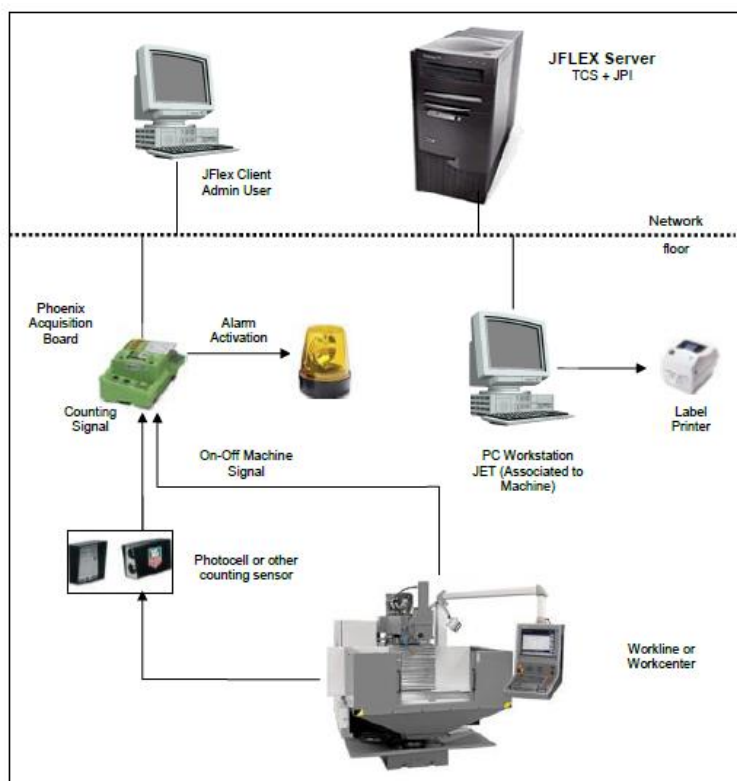 JFLEX Server
TCS + JPI
JFlex Client
Admin User
Network
floor
Phoenix
Acquisition
Board
Alarm
Activation
Counting
Signal
Label
Printer
On-Off Machine
Signal
PC Workstation
JET (Associated to
Machine)
Photocell or other
counting sensor
Workline or
Workcenter